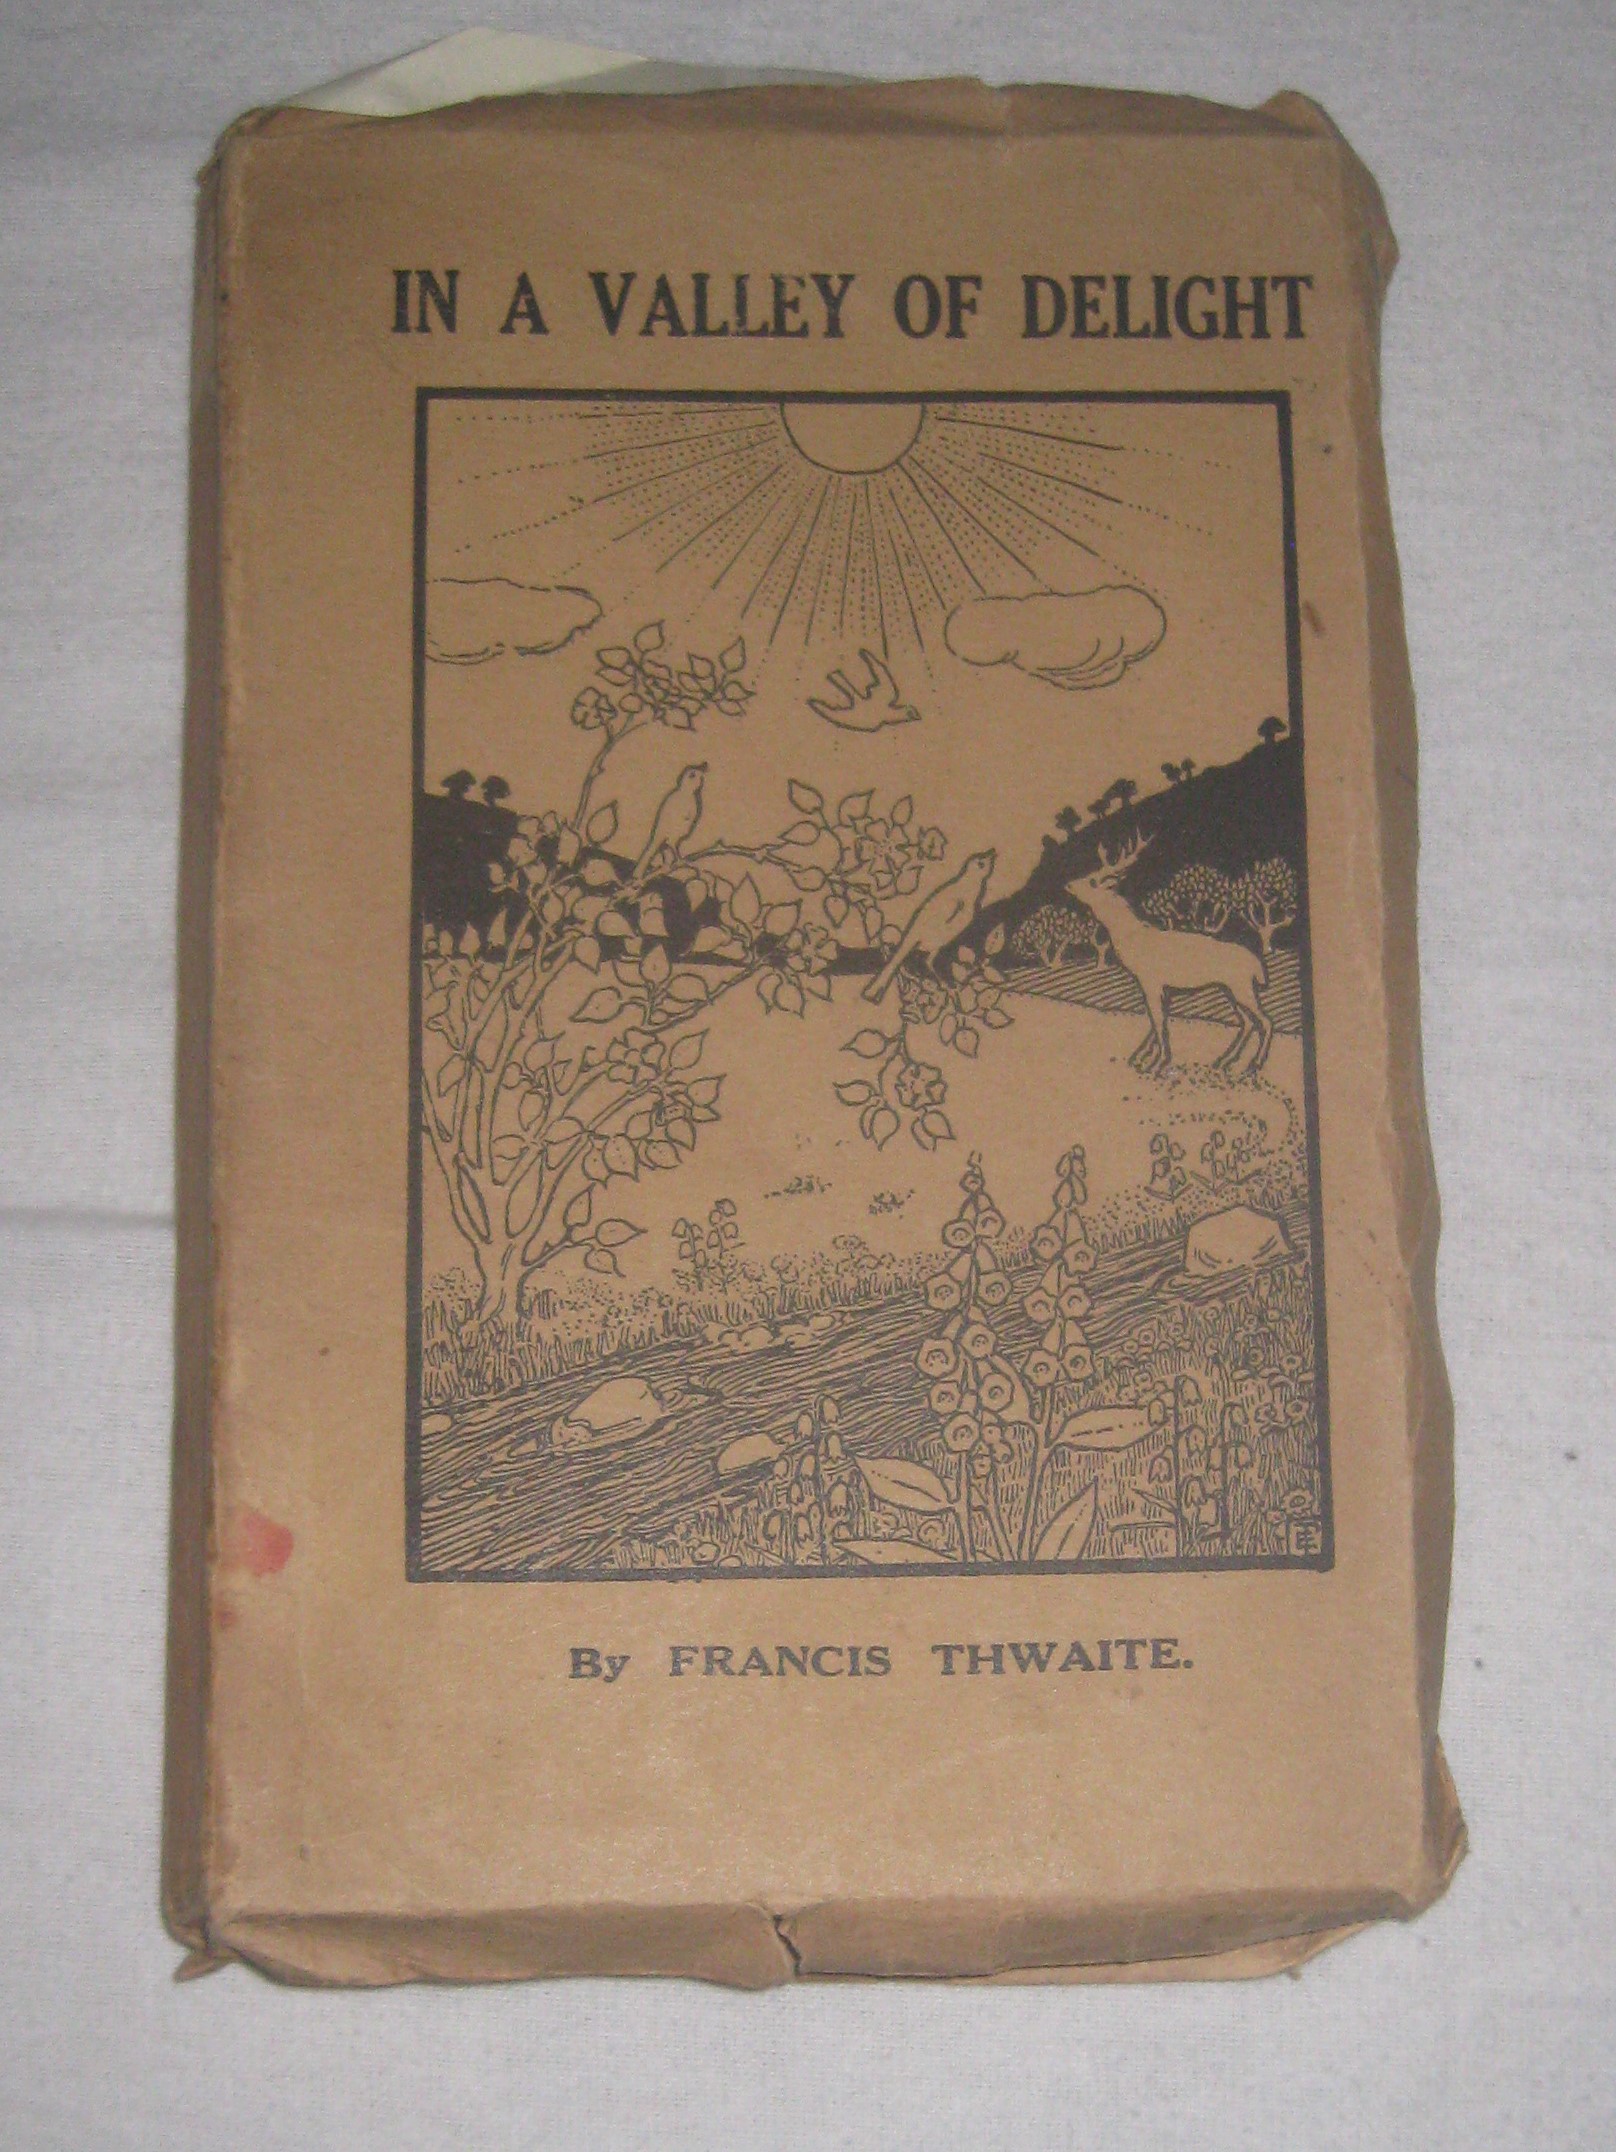 IN A VALLEY OF DELIGHT
By FRANCIS THWAITE.